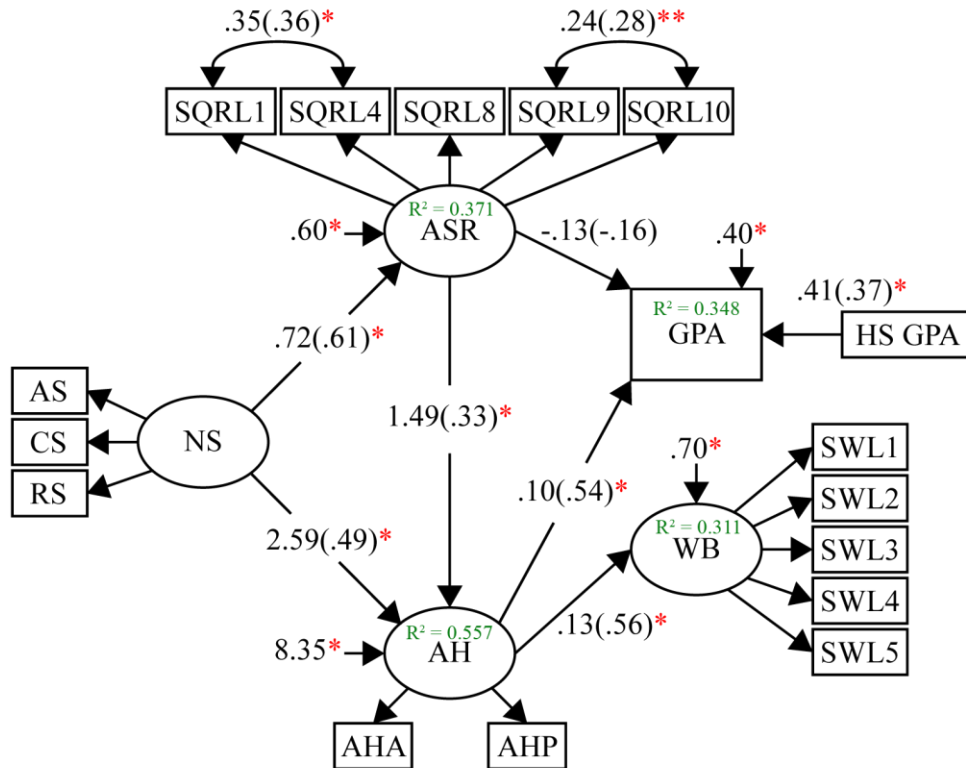 .35(.36)* .24(.28)**
SQRL1 SQRL4 SQRL8 SQRL9 SQRL10
R² = 0.371
.60* ASR
-.13(-.16)
.40*
.41(.37)*
R² = 0.348
GPA
HS GPA
.72(.61)*
AS
CS
RS
NS
1.49(.33)*
2.59(.49)*
.10(.54)*
.70*
R² = 0.311
WB
SWL1
SWL2
SWL3
SWL4
SWL5
.13(.56)*
R² = 0.557
8.35* AH
AHA AHP